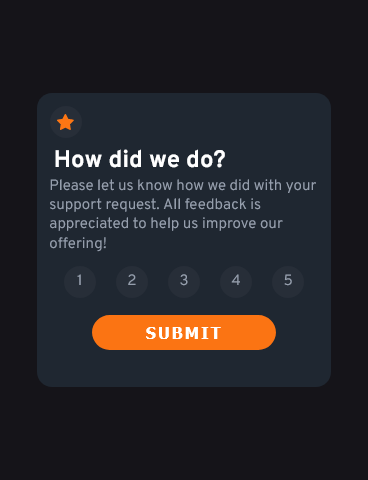 How did we do?
Please let us know how we did with your
support request. All feedback is
appreciated to help us improve our
offering!
1 2 3 4 5
SUBMIT